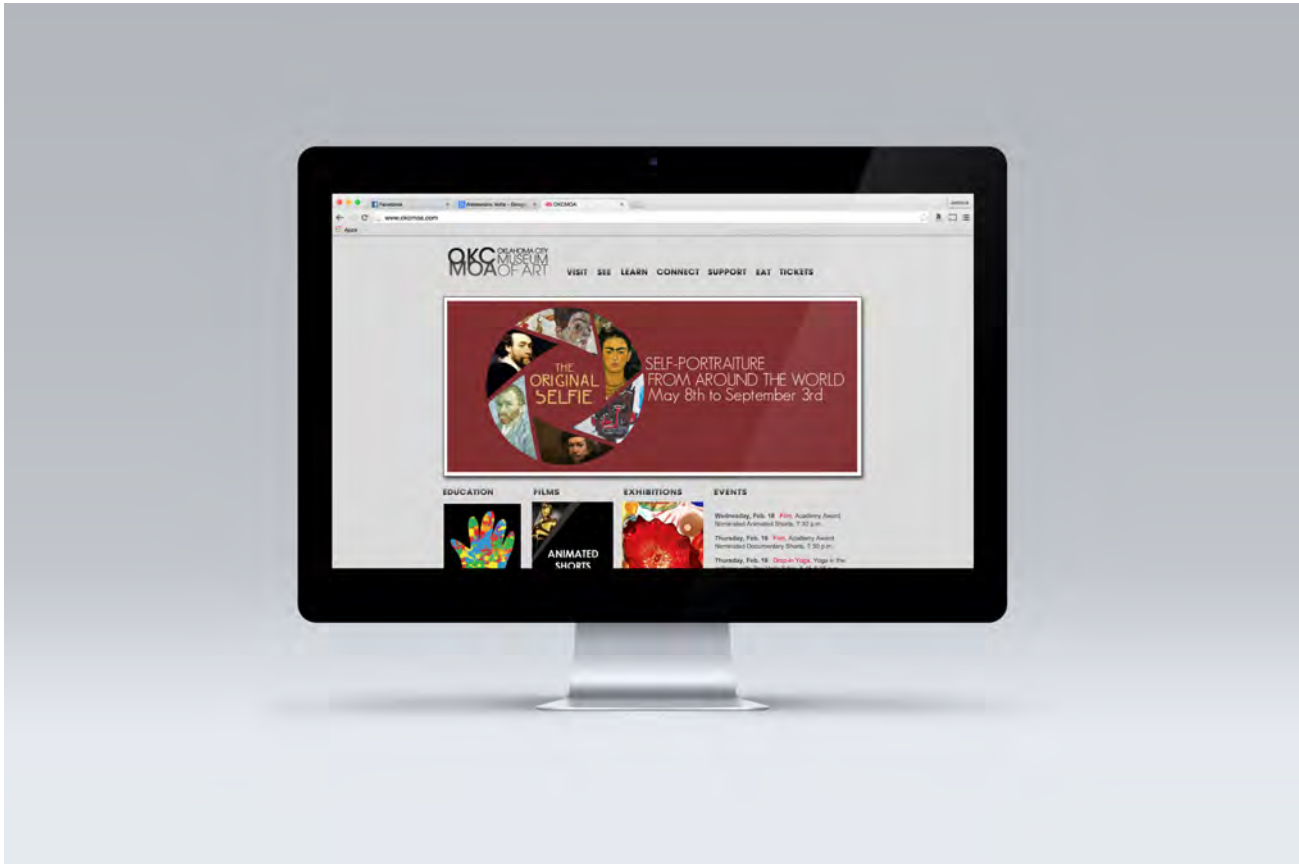 Facebook
OKCMOA
www.okcmoa.com
Apps
OKC OKLAHOMA CITY
MUSEUM
MOA OF ART
VISIT SEE LEARN CONNECT SUPPORT EAT TICKETS
THE
ORIGINAL
SELFIE
SELF-PORTRAITURE
FROM AROUND THE WORLD
May 8th to September 3rd
EDUCATION FILMS EXHIBITIONS EVENTS
ANIMATED
SHORTS
Wednesday, Feb. 18 Film, Academy Award
Nominated Animated Shorts, 7:30 p.m.
Thursday, Feb. 19 Film, Academy Award
Nominated Documentary Shorts, 7:30 p.m.
Thursday, Feb. 19 Drop-in Yoga, Yoga in the